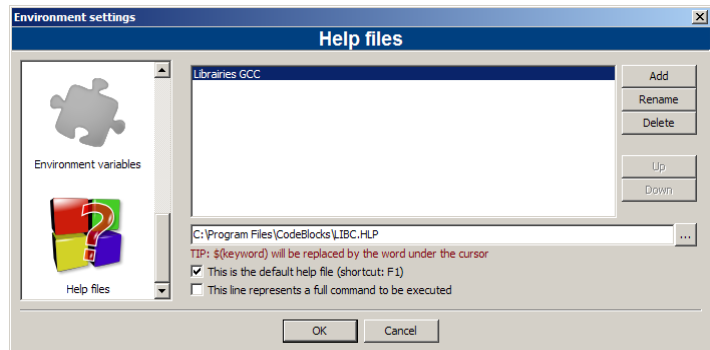 Environment settings
Help files
Librairies GCC
Add
Rename
Delete
Environment variables
Up
Down
C:\Program Files\CodeBlocks\LIBC.HLP
...
TIP: $(keyword) will be replaced by the word under the cursor
This is the default help file (shortcut: F1)
Help files
This line represents a full command to be executed
OK
Cancel